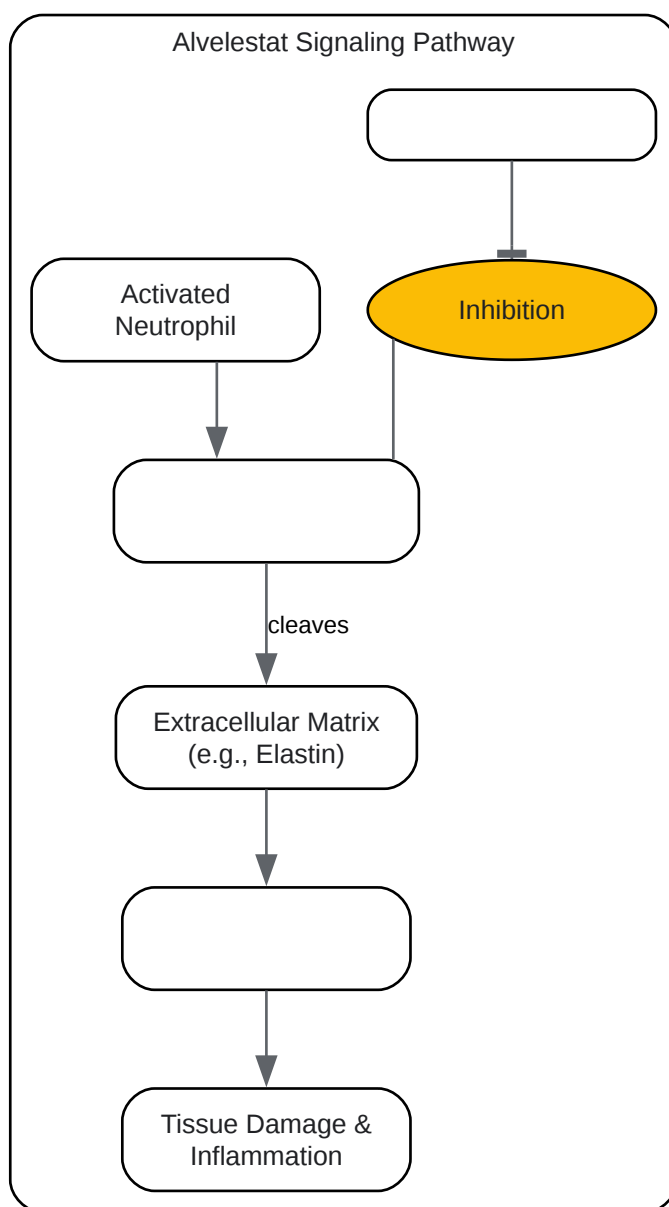 Alvelestat Signaling Pathway
Activated
Neutrophil
Inhibition
cleaves
Extracellular Matrix
(e.g., Elastin)
Tissue Damage &
Inflammation